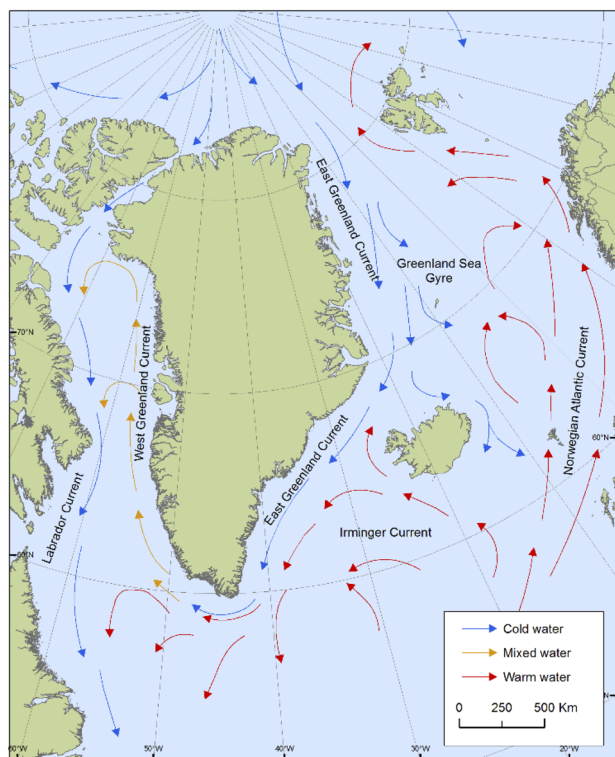 East Greenland Current
Greenland Sea
Gyre
70°N
West Greenland Current
Norwegian Atlantic Current
60°N
East Greenland Current
Labrador Current
Irminger Current
60°N
Cold water
Mixed water
Warm water
0 250 500 Km
60°W
50°W
40°W
20°W
10°W